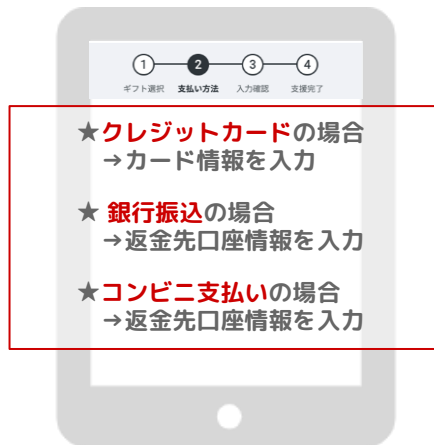 1 2 3 4
ギフト選択 支払い方法 入力確認 支援完了
★クレジットカードの場合
→カード情報を入力
★ 銀行振込の場合
→返金先口座情報を入力
★コンビニ支払いの場合
→返金先口座情報を入力